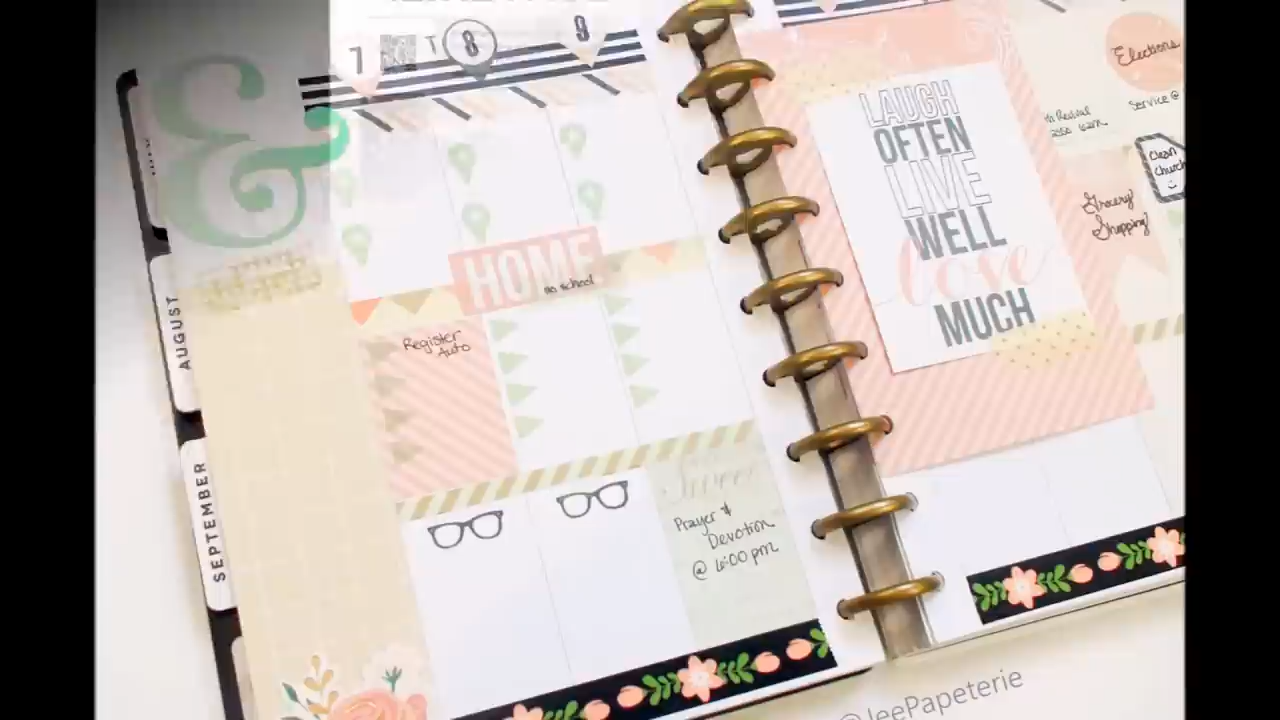 7
T
8
9
&
Elections
Service @
LAUGH
OFTEN
LIVE
WELL
love
MUCH
Clean
Church
Grocery
Shopping
HOME
no school
AUGUST
Register
Auto
SEPTEMBER
Sweet
Prayer &
Devotion
@ 6:00 pm
@JeePapeterie